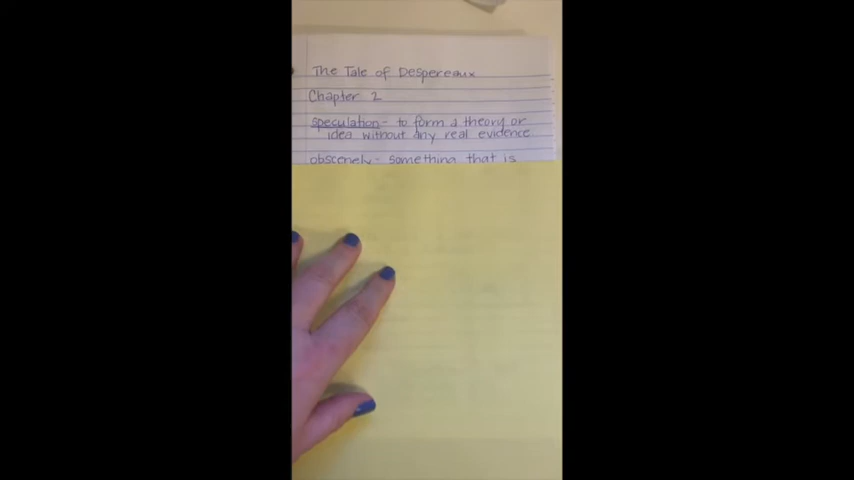 The Tale of Despereaux
Chapter 2
speculation - to form a theory or
idea without any real evidence
obscenely - something that is